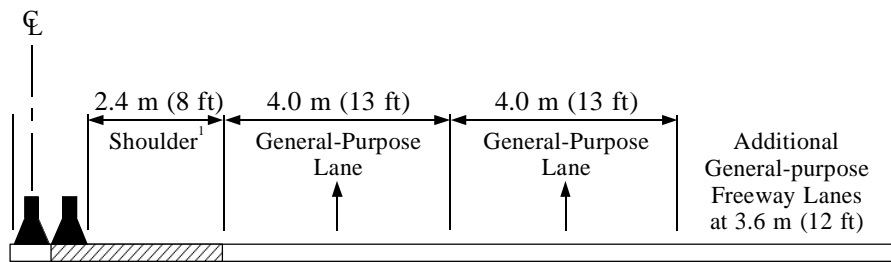 ℄
2.4 m (8 ft)
4.0 m (13 ft)
4.0 m (13 ft)
Shoulder¹
General-Purpose
Lane
General-Purpose
Lane
Additional
General-purpose
Freeway Lanes
at 3.6 m (12 ft)